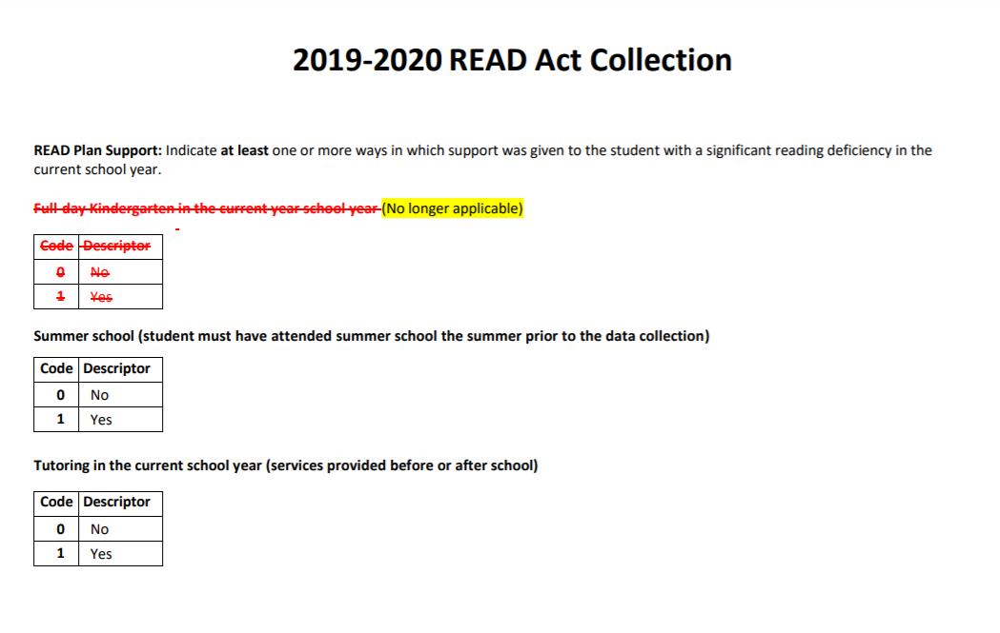 2019-2020 READ Act Collection
READ Plan Support: Indicate at least one or more ways in which support was given to the student with a significant reading deficiency in the
current school year.
Full-day Kindergarten in the current year school year (No longer applicable)
Code Descriptor
0 No
1 Yes
Summer school (student must have attended summer school the summer prior to the data collection)
Code Descriptor
0 No
1 Yes
Tutoring in the current school year (services provided before or after school)
Code Descriptor
0 No
1 Yes